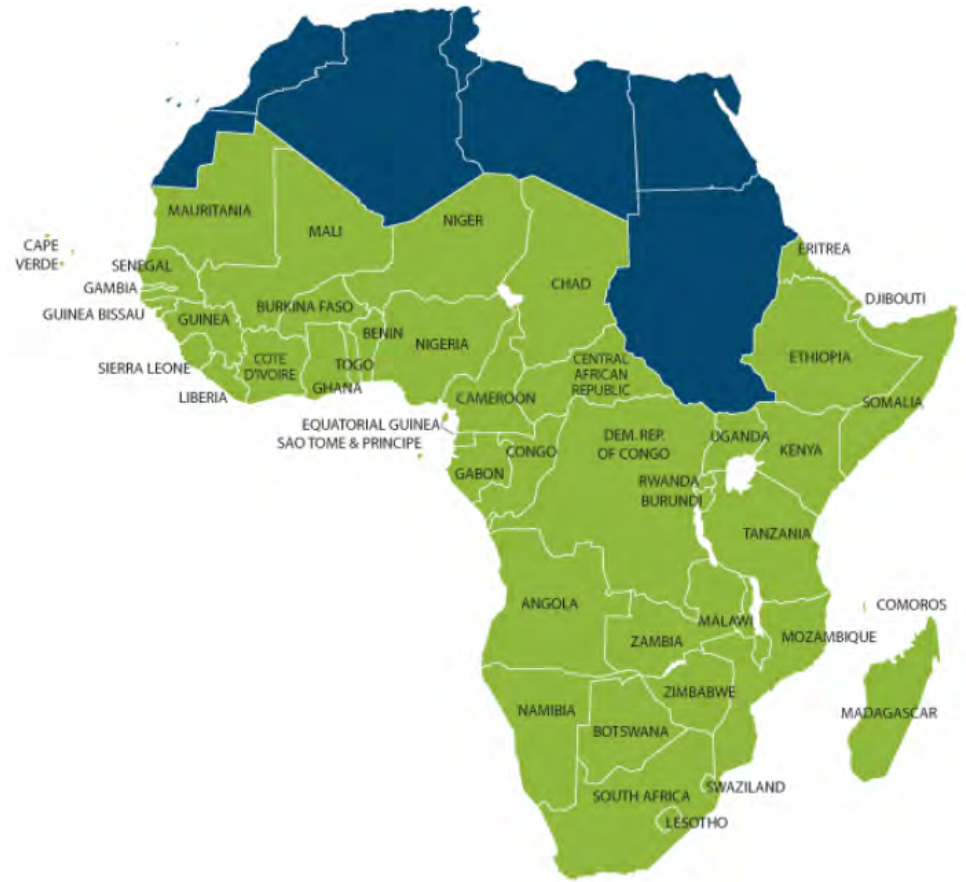 MAURITANIA
NIGER
MALI
CAPE
VERDE
ERITREA
SENEGAL
CHAD
GAMBIA
DJIBOUTI
BURKINA FASO
GUINEA BISSAU
GUINEA
BENIN
NIGERIA
ETHIOPIA
COTE
D'IVOIRE
TOGO
CENTRAL
AFRICAN
REPUBLIC
SIERRA LEONE
GHANA
LIBERIA
CAMEROON
SOMALIA
EQUATORIAL GUINEA
SAO TOME & PRINCIPE
DEM. REP.
OF CONGO
UGANDA
CONGO
KENYA
GABON
RWANDA
BURUNDI
TANZANIA
ANGOLA
COMOROS
MALAWI
ZAMBIA
MOZAMBIQUE
ZIMBABWE
NAMIBIA
MADAGASCAR
BOTSWANA
SWAZILAND
SOUTH AFRICA
LESOTHO